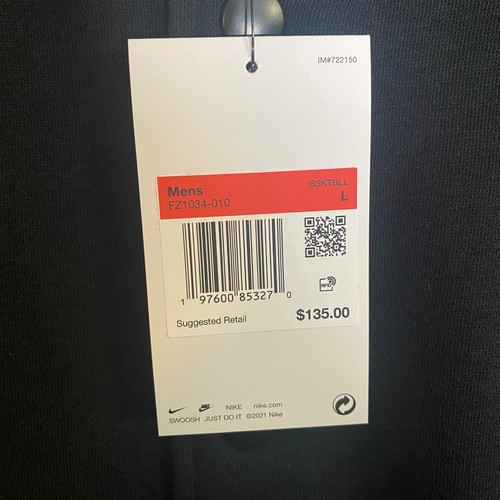 IM#722150
Mens BSKTBLL
FZ1034-010 L
RFID
1 97600 85327 0
Suggested Retail $135.00
NIKE NIKE nike.com
SWOOSH JUST DO IT ©2021 Nike